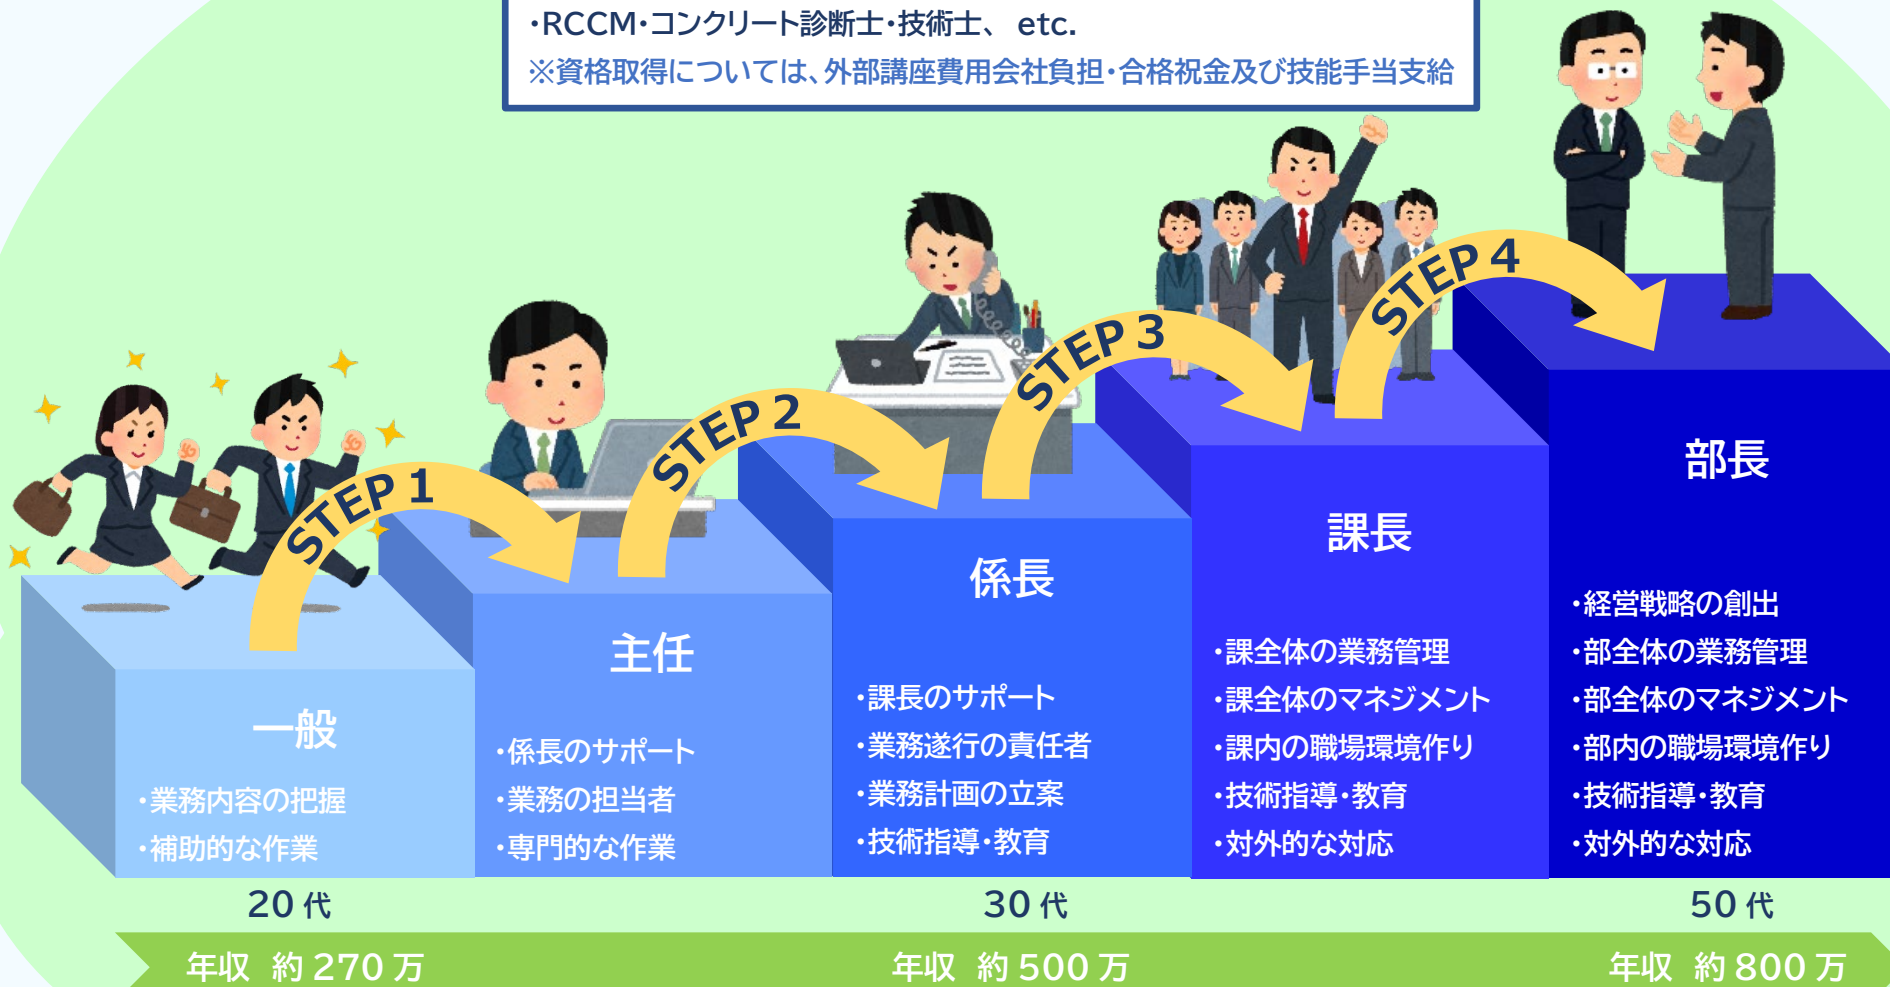 ・RCCM・コンクリート診断士・技術士、 etc.
※資格取得については、外部講座費用会社負担・合格祝金及び技能手当支給
STEP 1
STEP 2
STEP 3
STEP 4
一般
・業務内容の把握
・補助的な作業
主任
・係長のサポート
・業務の担当者
・専門的な作業
係長
・課長のサポート
・業務遂行の責任者
・業務計画の立案
・技術指導・教育
課長
・課全体の業務管理
・課全体のマネジメント
・課内の職場環境作り
・技術指導・教育
・対外的な対応
部長
・経営戦略の創出
・部全体の業務管理
・部全体のマネジメント
・部内の職場環境作り
・技術指導・教育
・対外的な対応
20代
30代
50代
年収 約270万
年収 約500万
年収 約800万